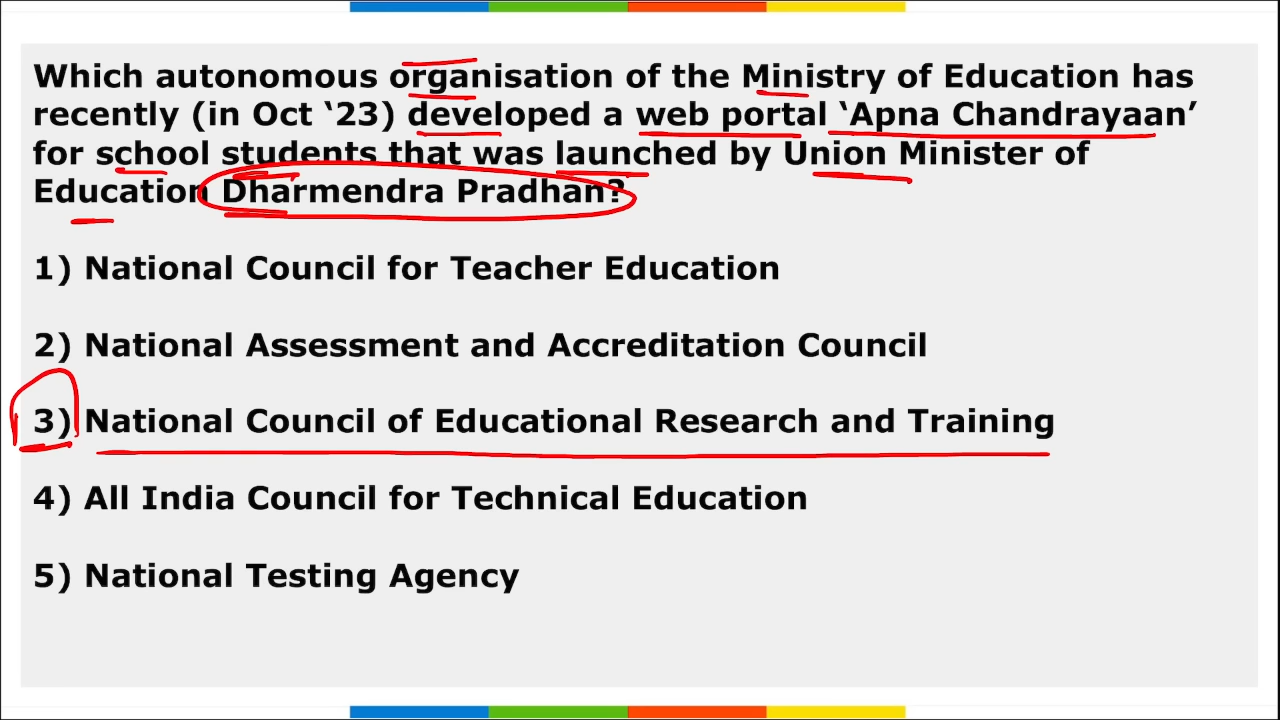 Which autonomous organisation of the Ministry of Education has
recently (in Oct ‘23) developed a web portal ‘Apna Chandrayaan’
for school students that was launched by Union Minister of
Education Dharmendra Pradhan?
1) National Council for Teacher Education
2) National Assessment and Accreditation Council
3) National Council of Educational Research and Training
4) All India Council for Technical Education
5) National Testing Agency